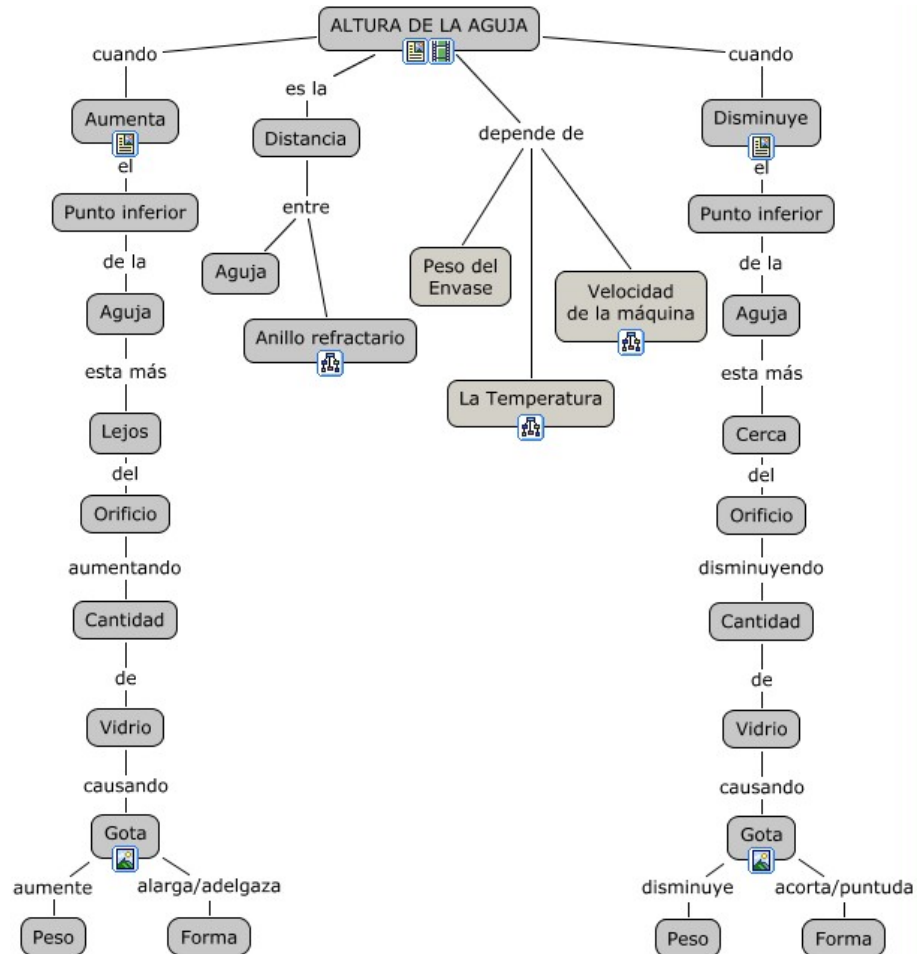 ALTURA DE LA AGUJA
cuando
es la
depende de
cuando
Aumenta
el
Punto inferior
de la
Aguja
esta más
Lejos
del
Orificio
aumentando
Cantidad
de
Vidrio
causando
Gota
aumente
alarga/adelgaza
Peso
Forma
Distancia
entre
Aguja
Anillo refractario
Peso del
Envase
La Temperatura
Velocidad
de la máquina
Disminuye
el
Punto inferior
de la
Aguja
esta más
Cerca
del
Orificio
disminuyendo
Cantidad
de
Vidrio
causando
Gota
disminuye
acorta/puntuda
Peso
Forma